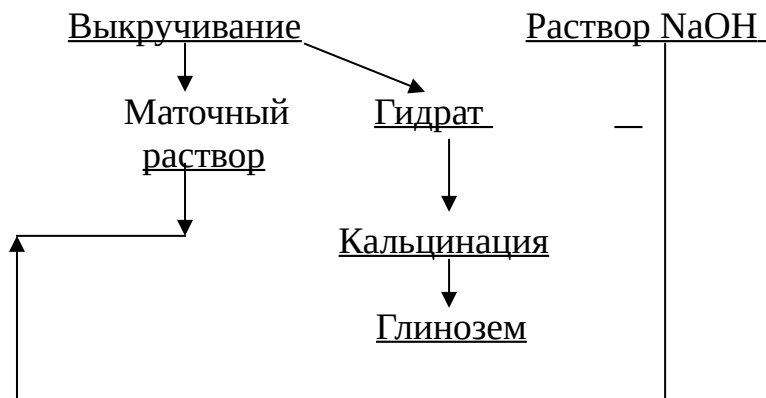 Выкручивание
Раствор NaOH
Маточный
раствор
Гидрат
Кальцинация
Глинозем